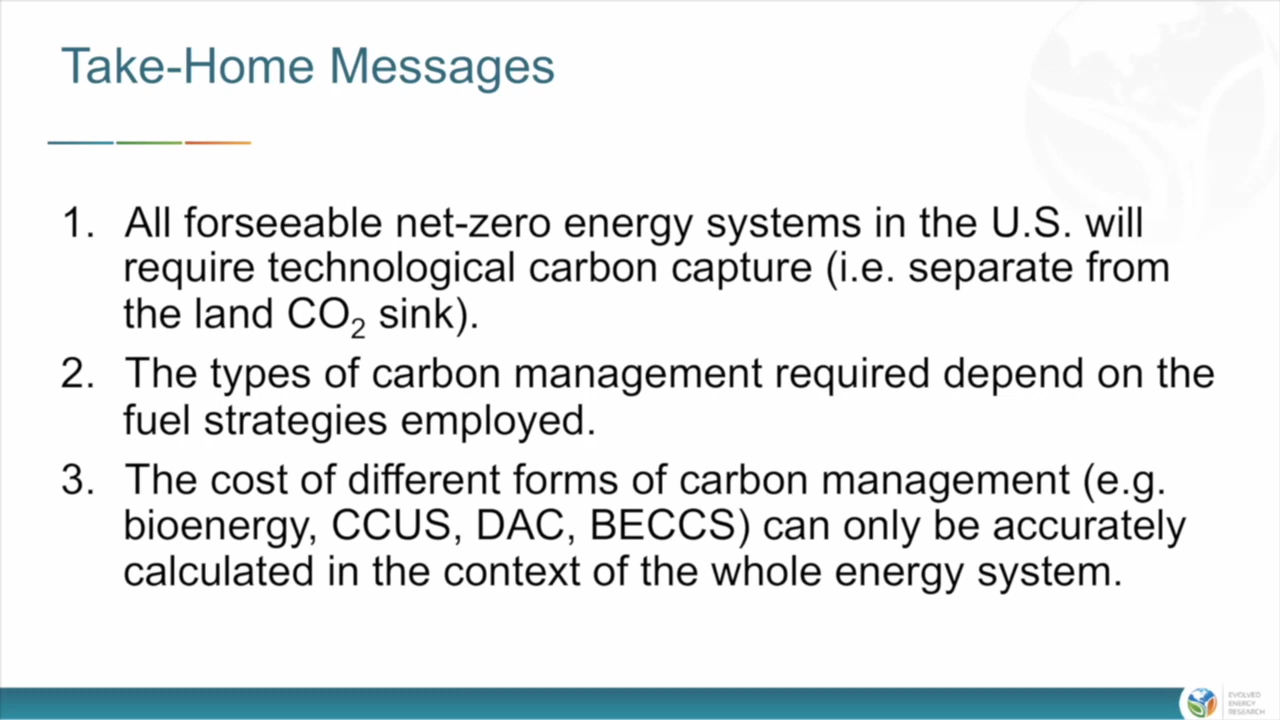 Take-Home Messages
1. All forseeable net-zero energy systems in the U.S. will
require technological carbon capture (i.e. separate from
the land CO₂ sink).
2. The types of carbon management required depend on the
fuel strategies employed.
3. The cost of different forms of carbon management (e.g.
bioenergy, CCUS, DAC, BECCS) can only be accurately
calculated in the context of the whole energy system.
EVOLVED
ENERGY
RESEARCH